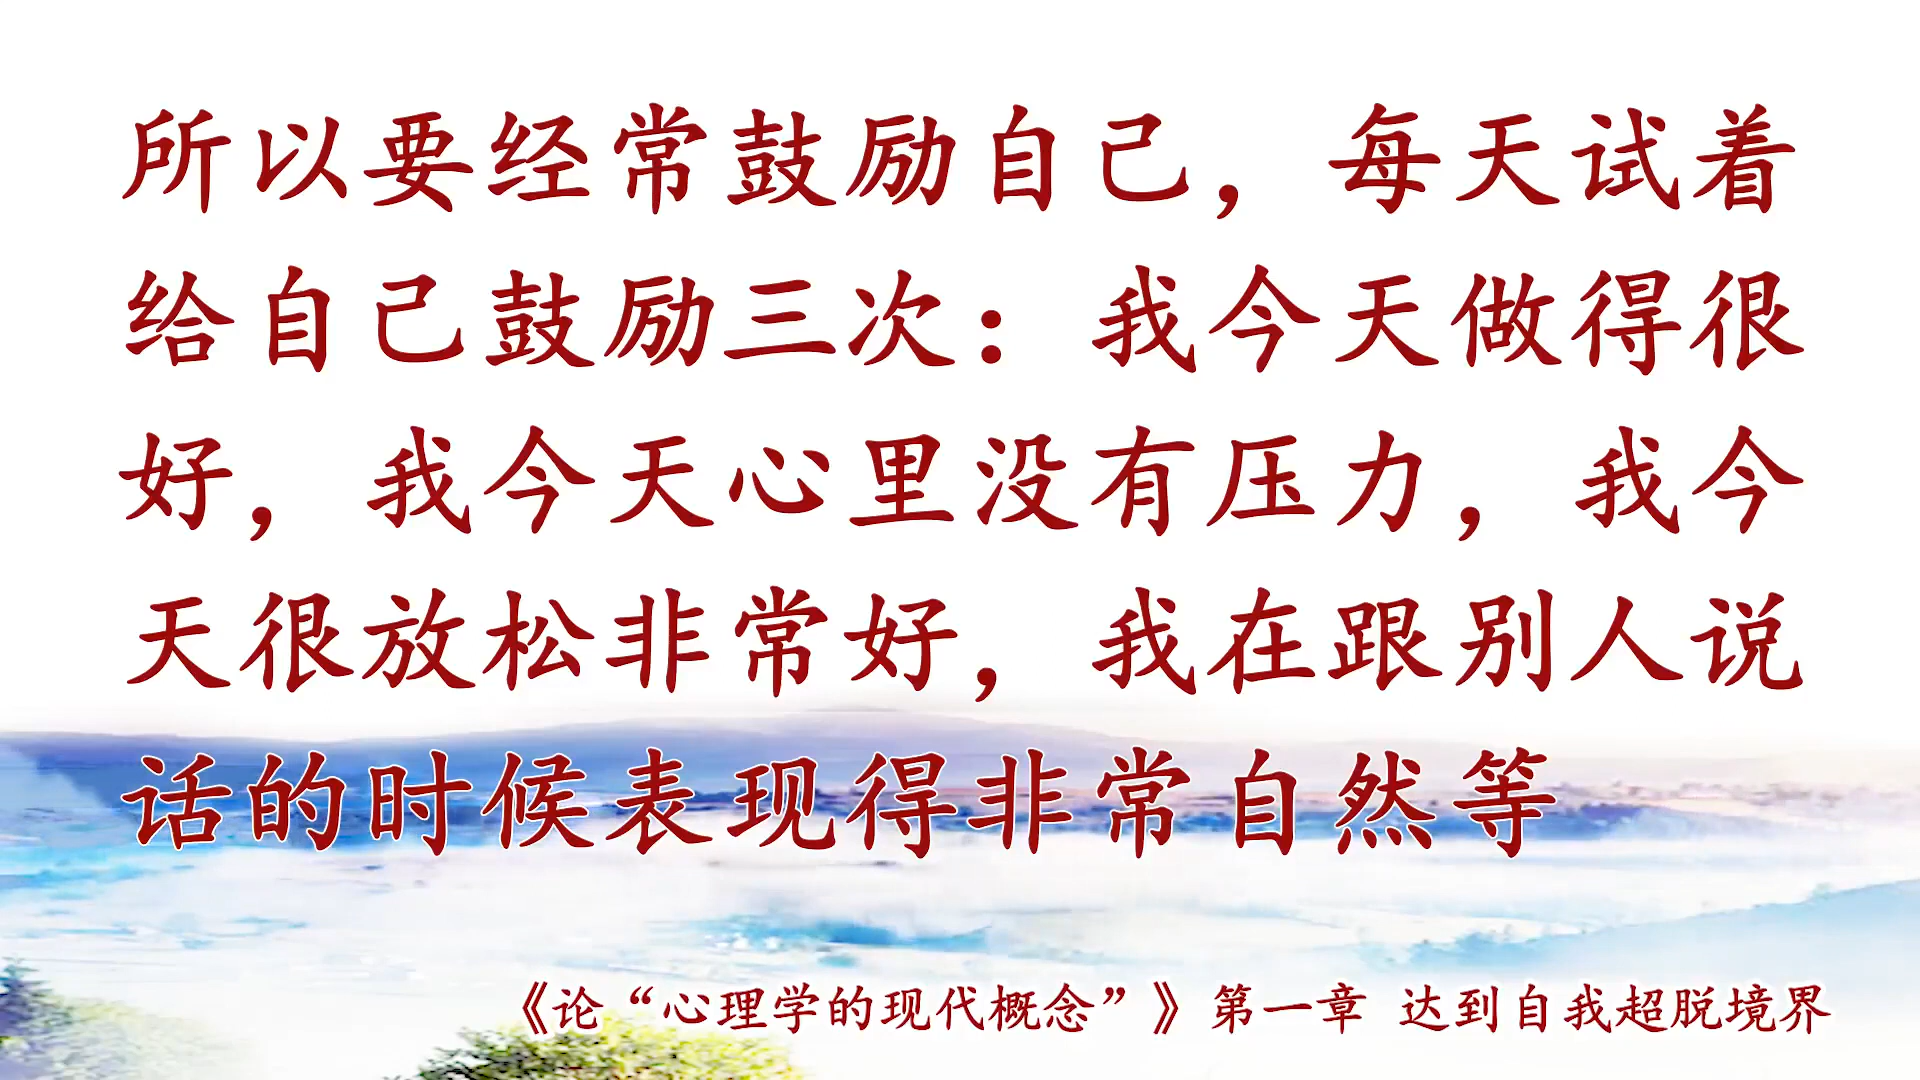 所以要经常鼓励自己，每天试着
给自己鼓励三次：我今天做得很
好，我今天心里没有压力，我今
天很放松非常好，我在跟别人说
话的时候表现得非常自然等
《论“心理学的现代概念”》第一章 达到自我超脱境界